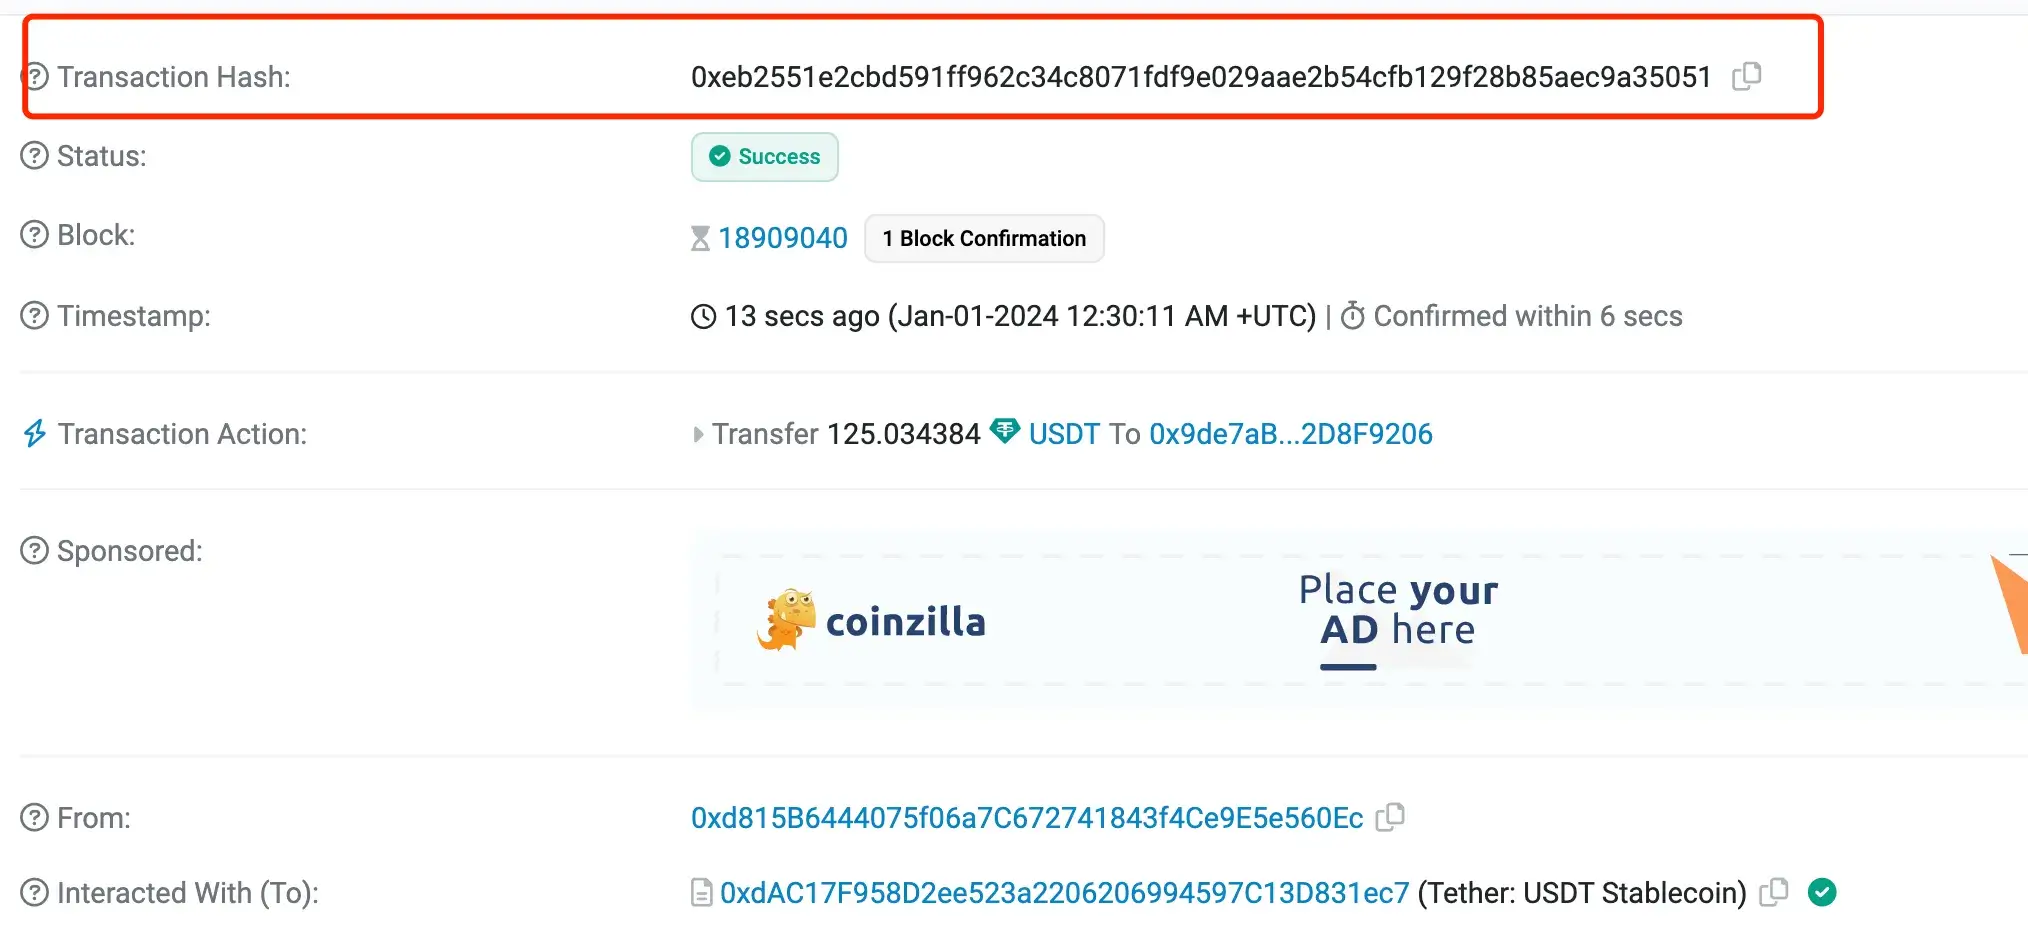 Transaction Hash: 0xeb2551e2cbd591ff962c34c8071fdf9e029aae2b54cfb129f28b85aec9a35051
Status: Success
Block: 18909040 1 Block Confirmation
Timestamp: 13 secs ago (Jan-01-2024 12:30:11 AM +UTC) | Confirmed within 6 secs
Transaction Action: Transfer 125.034384 USDT To 0x9de7aB...2D8F9206
Sponsored:
coinzilla
Place your
AD here
From: 0xd815B6444075f06a7C672741843f4Ce9E5e560Ec
Interacted With (To): 0xdAC17F958D2ee523a2206206994597C13D831ec7 (Tether: USDT Stablecoin)